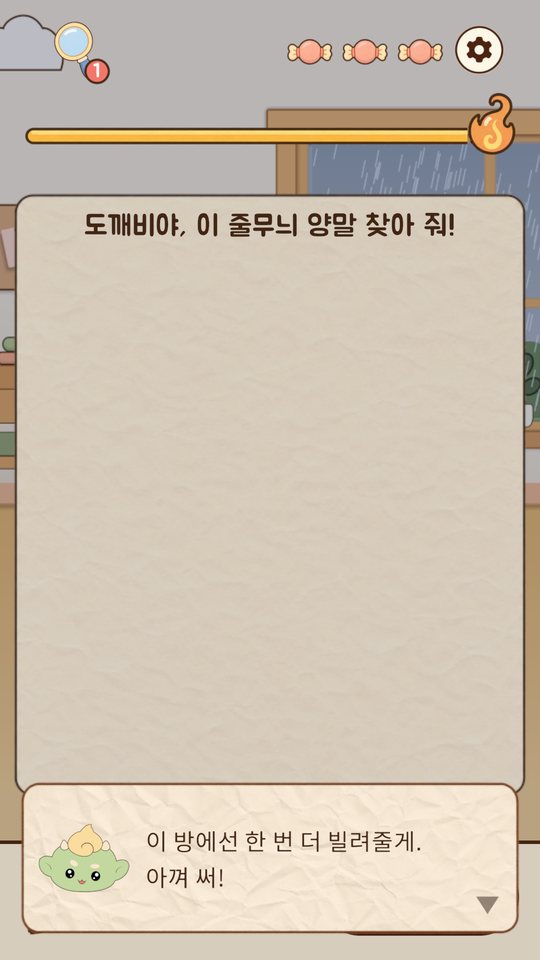 1
도깨비야, 이 줄무늬 양말 찾아 줘!
이 방에선 한 번 더 빌려줄게.
아껴 써!